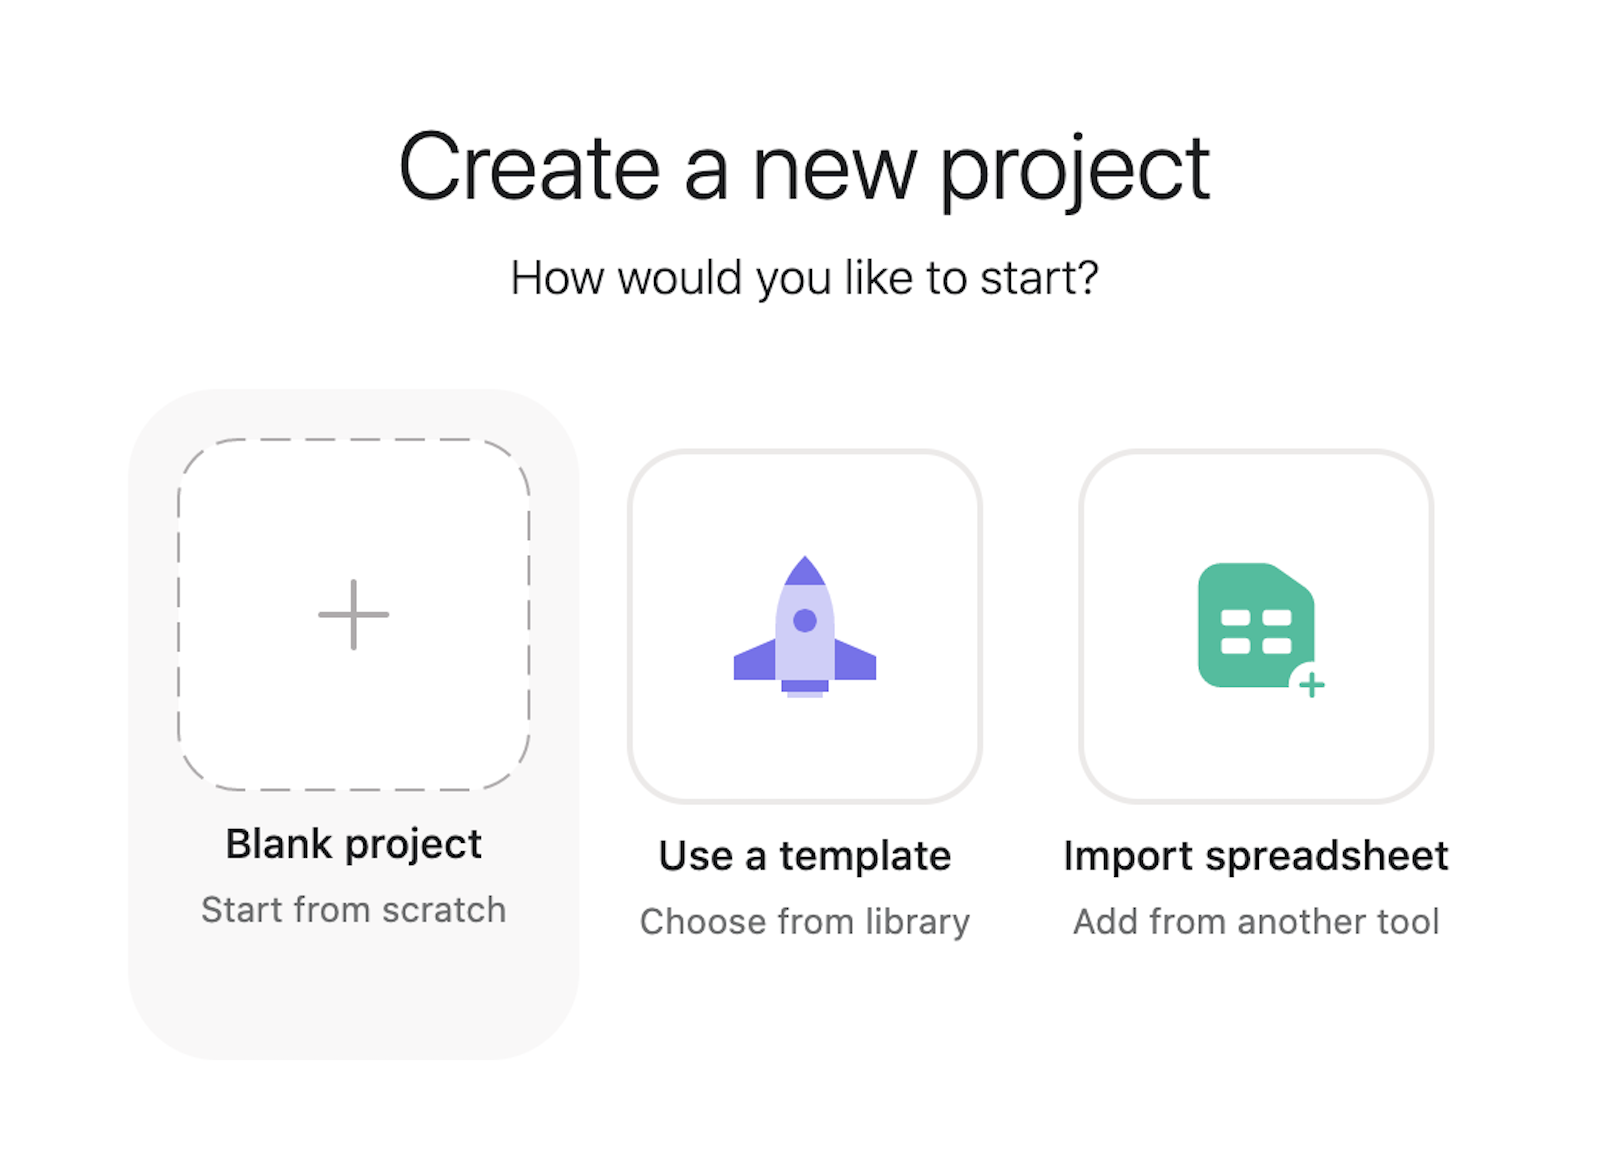 Create a new project
How would you like to start?
Blank project
Start from scratch
Use a template
Choose from library
Import spreadsheet
Add from another tool